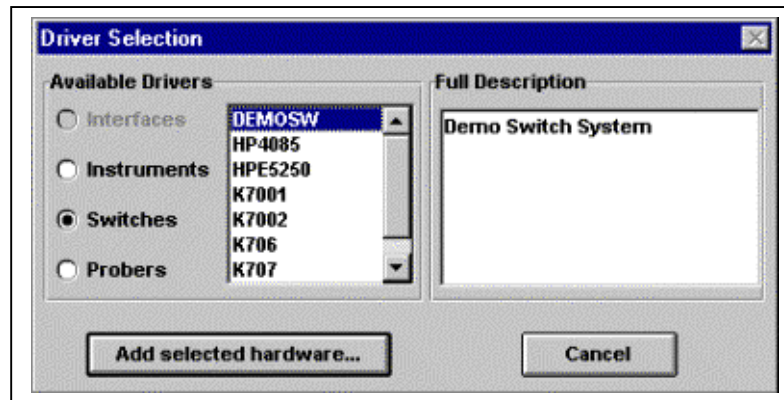 Driver Selection
Available Drivers
Interfaces
Instruments
Switches
Probers
DEMOSW
HP4085
HPE5250
K7001
K7002
K706
K707
Full Description
Demo Switch System
Add selected hardware...
Cancel